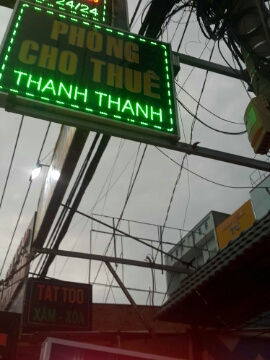 24/24
PHÒNG
CHO THUÊ
THANH THANH
TATTOO
XĂM - XÓA